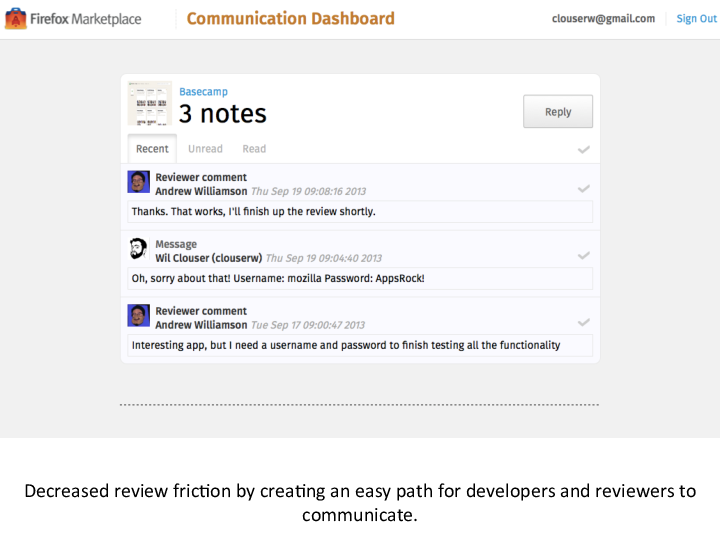 Firefox Marketplace
Communication Dashboard
clouserw@gmail.com
Sign Out
Basecamp
3 notes
Reply
Recent
Unread
Read
Reviewer comment
Andrew Williamson Thu Sep 19 09:08:16 2013
Thanks. That works, I'll finish up the review shortly.
Message
Wil Clouser (clouserw) Thu Sep 19 09:04:40 2013
Oh, sorry about that! Username: mozilla Password: AppsRock!
Reviewer comment
Andrew Williamson Tue Sep 17 09:00:47 2013
Interesting app, but I need a username and password to finish testing all the functionality
Decreased review friction by creating an easy path for developers and reviewers to
communicate.